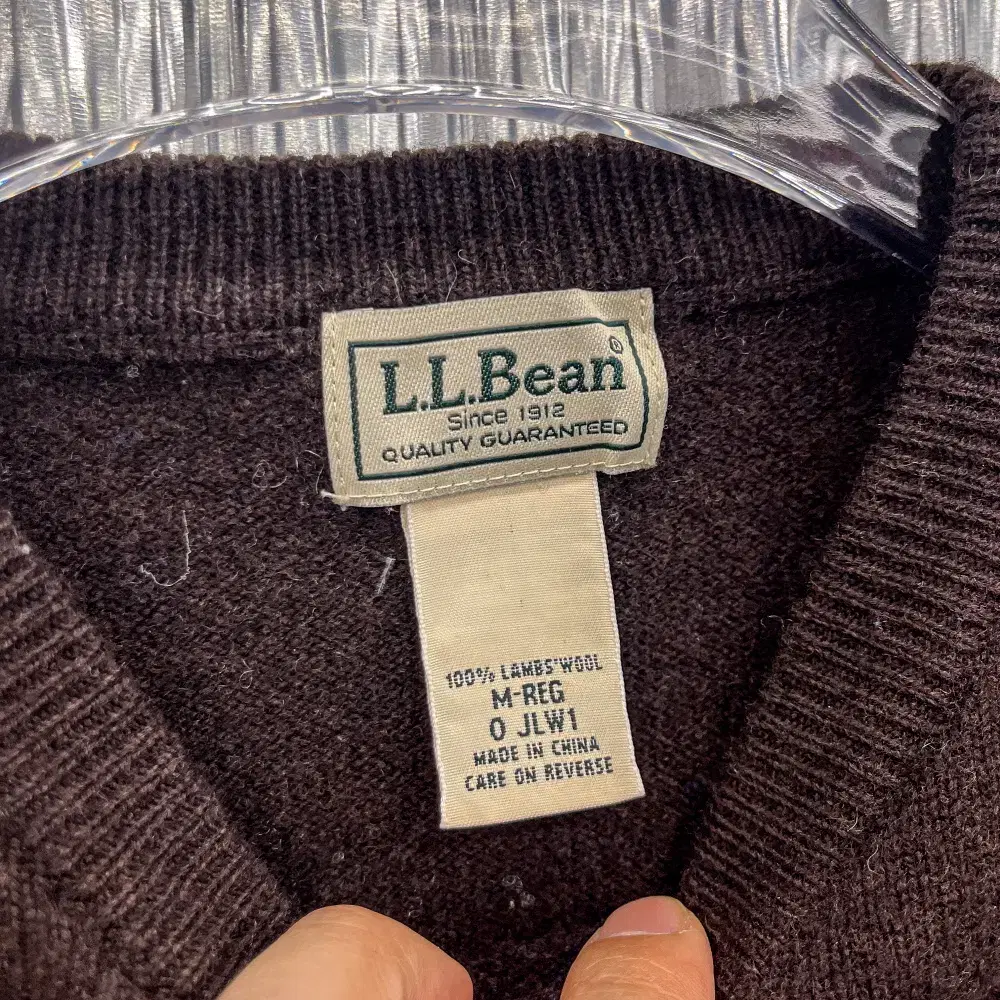 L.L.Bean®
Since 1912
QUALITY GUARANTEED
100% LAMBS' WOOL
M-REG
0 JLW1
MADE IN CHINA
CARE ON REVERSE